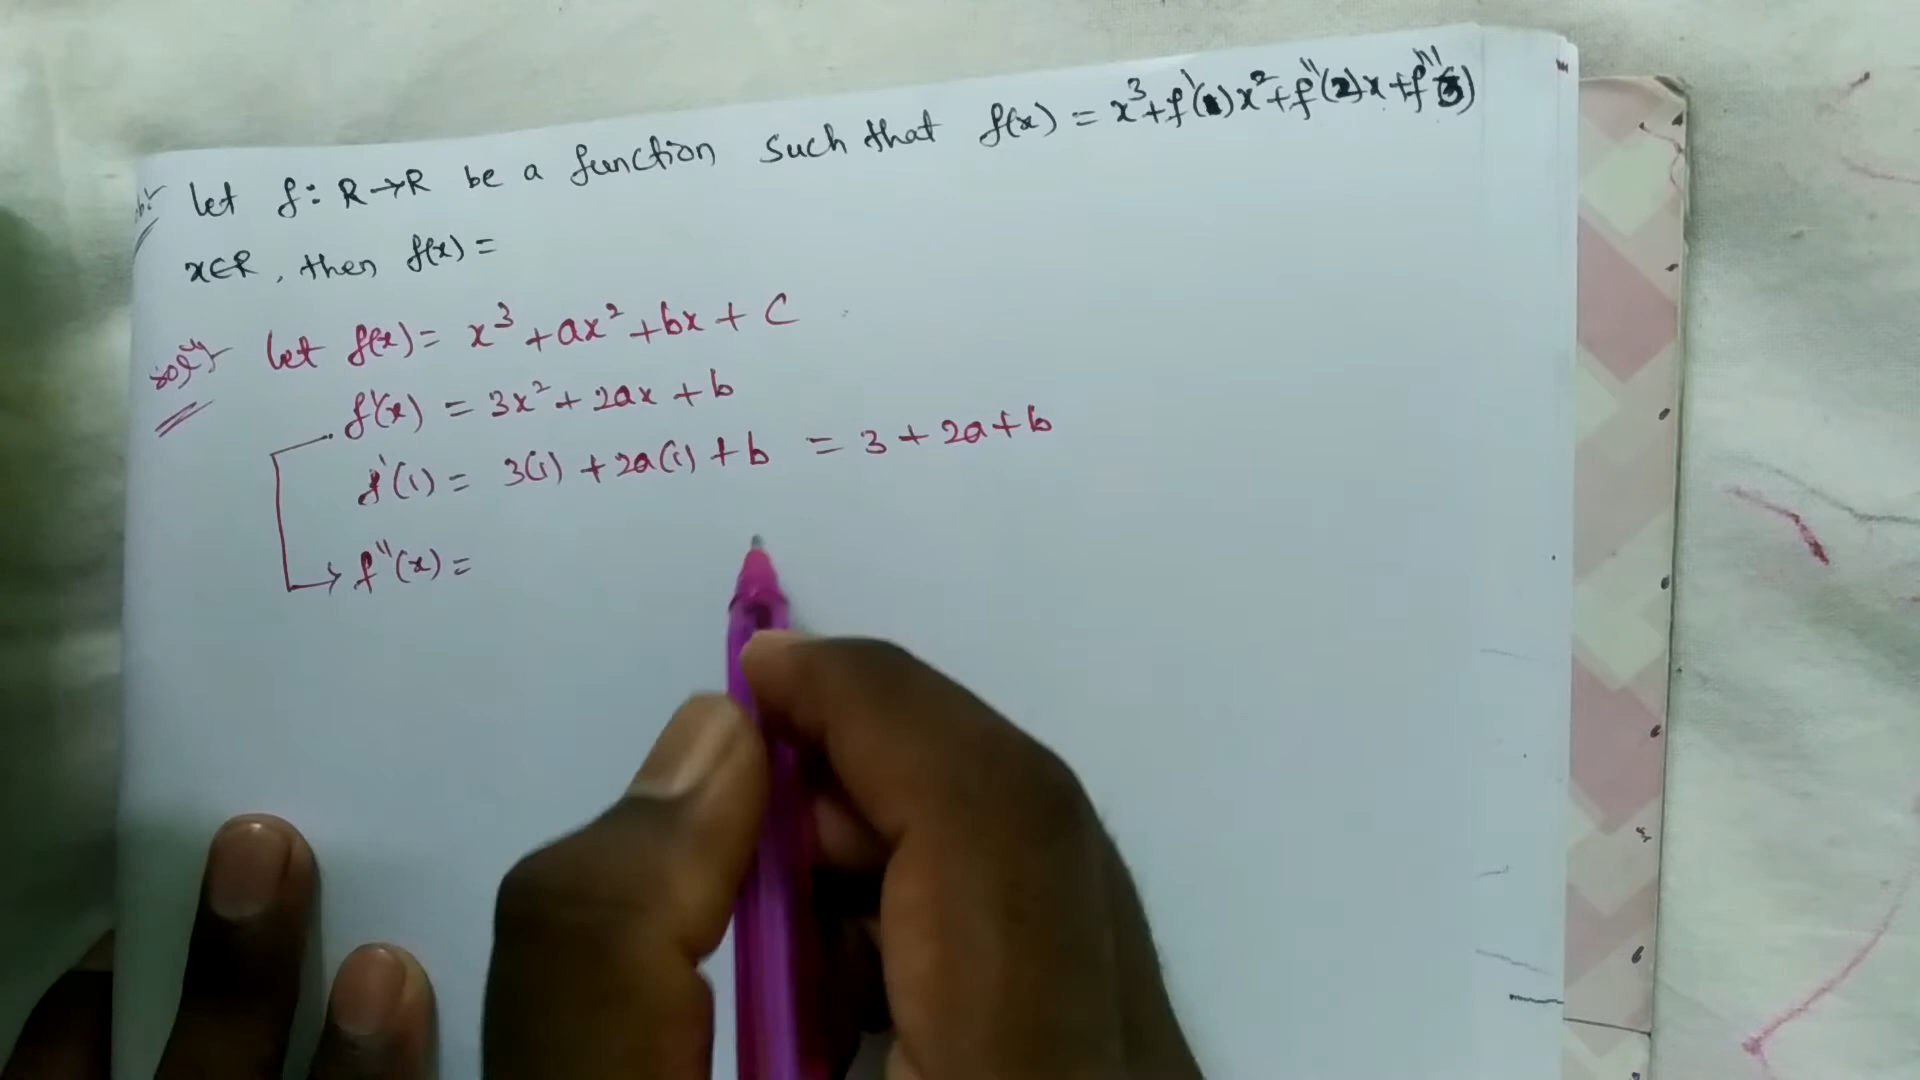 Let f: R→R be a function such that f(x) = x³+f'(1)x²+f''(2)x+f'''(3)
x∈R, then f(x) =
Let f(x) = x³ + ax² + bx + c
f'(x) = 3x² + 2ax + b
f'(1) = 3(1) + 2a(1) + b = 3 + 2a + b
→ f''(x) =